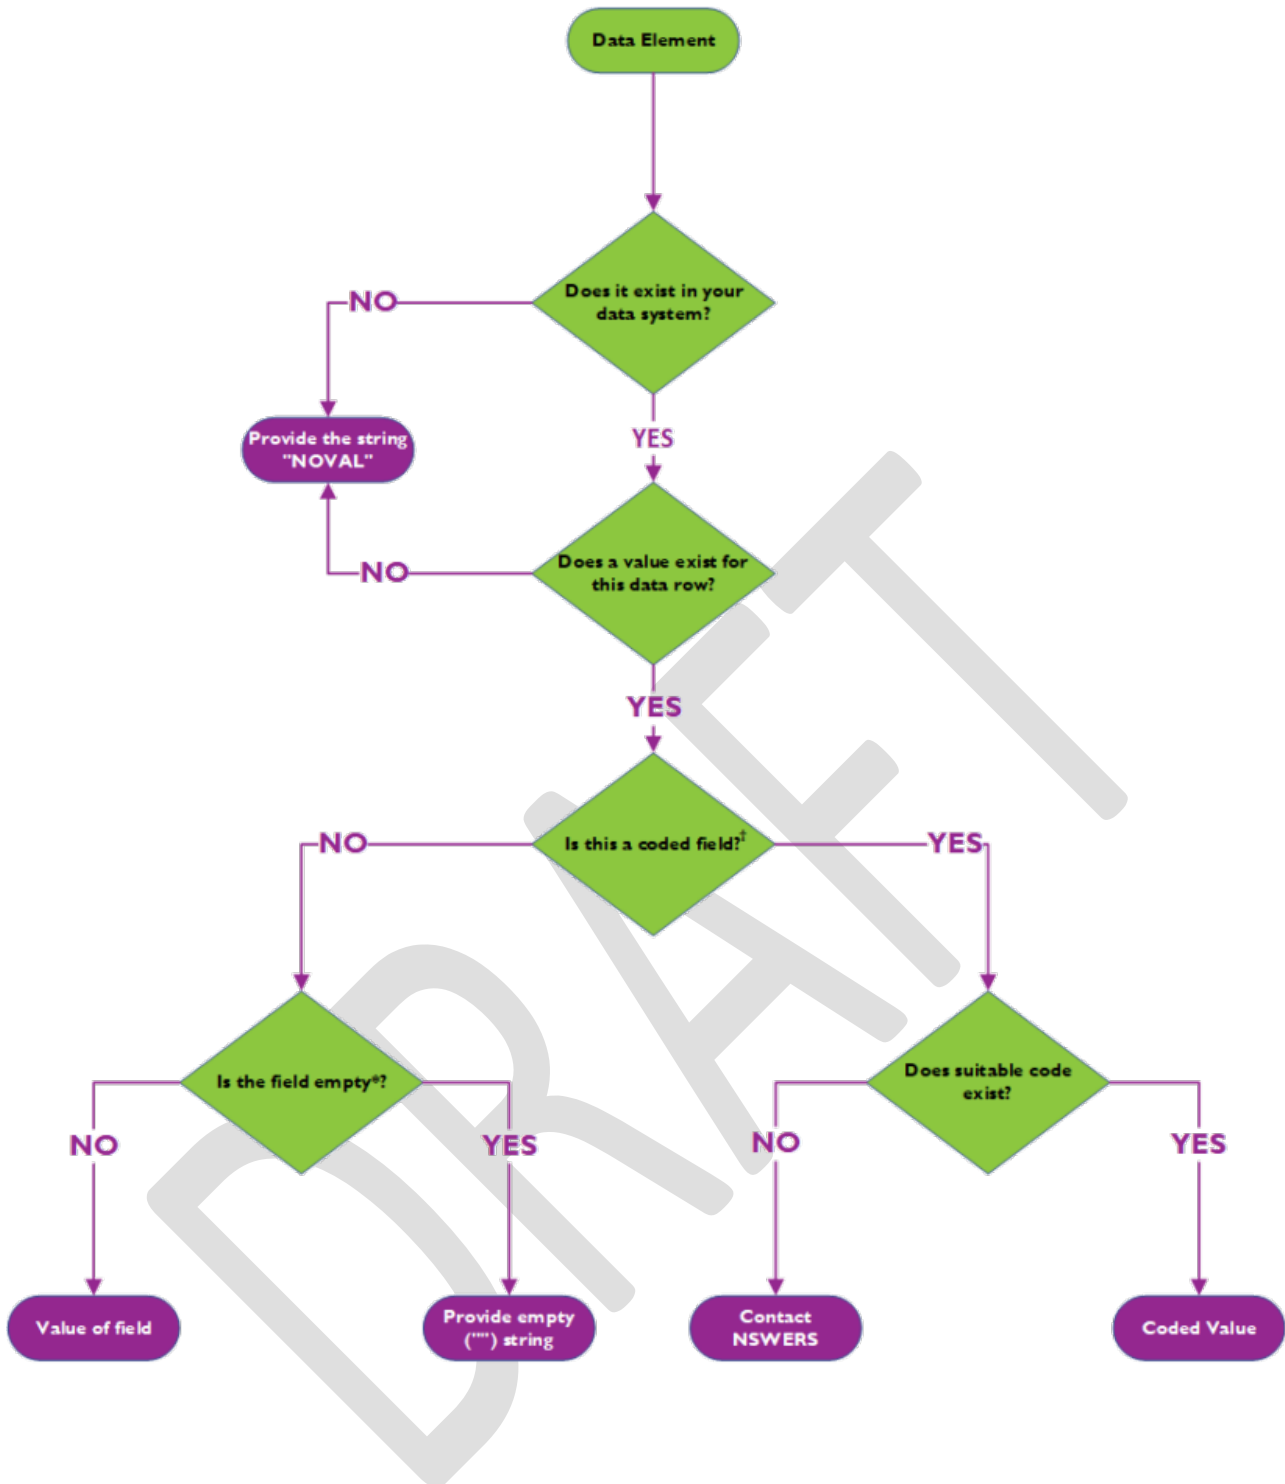 Data Element
Does it exist in your
data system?
NO
YES
Provide the string
"NOVAL"
Does a value exist for
this data row?
NO
YES
Is this a coded field?‡
NO
YES
Is the field empty*?
Does suitable code
exist?
NO
YES
NO
YES
Value of field
Provide empty
("") string
Contact
NSWERS
Coded Value
DRAFT